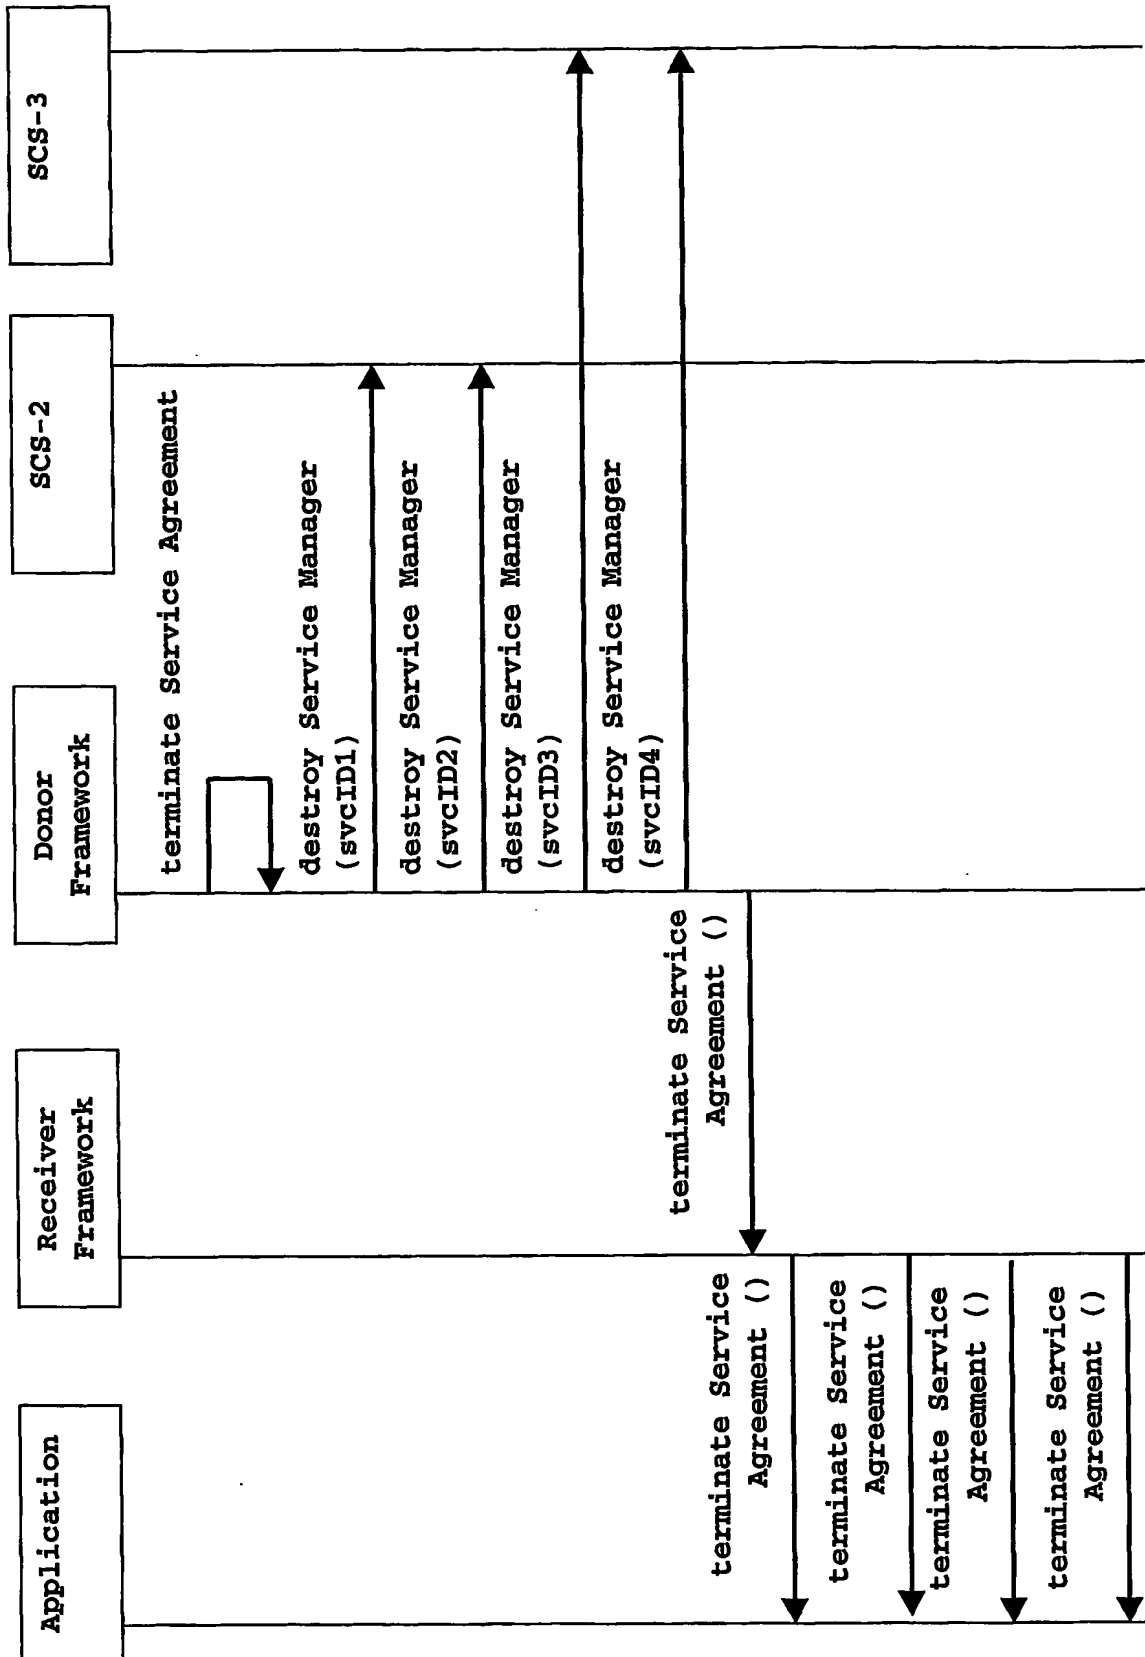 Application
Receiver
Framework
Donor
Framework
SCS-2
SCS-3
terminate Service Agreement
destroy Service Manager
(svcID1)
destroy Service Manager
(svcID2)
destroy Service Manager
(svcID3)
destroy Service Manager
(svcID4)
terminate Service
Agreement ()
terminate Service
Agreement ()
terminate Service
Agreement ()
terminate Service
Agreement ()
terminate Service
Agreement ()